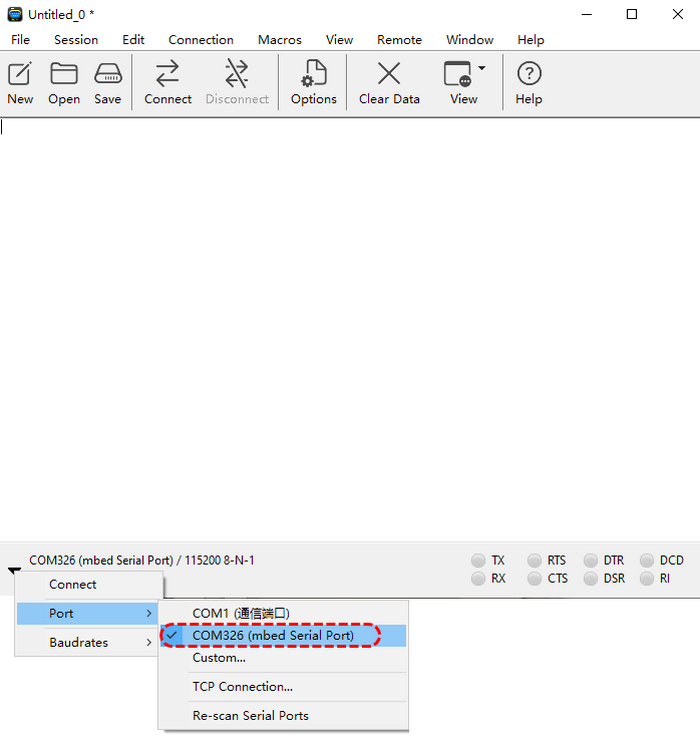 Untitled_0 *
File Session Edit Connection Macros View Remote Window Help
New Open Save Connect Disconnect Options Clear Data View Help
COM326 (mbed Serial Port) / 115200 8-N-1
TX RTS DTR DCD
RX CTS DSR RI
Connect
Port
Baudrates
COM1 (通信端口)
COM326 (mbed Serial Port)
Custom...
TCP Connection...
Re-scan Serial Ports